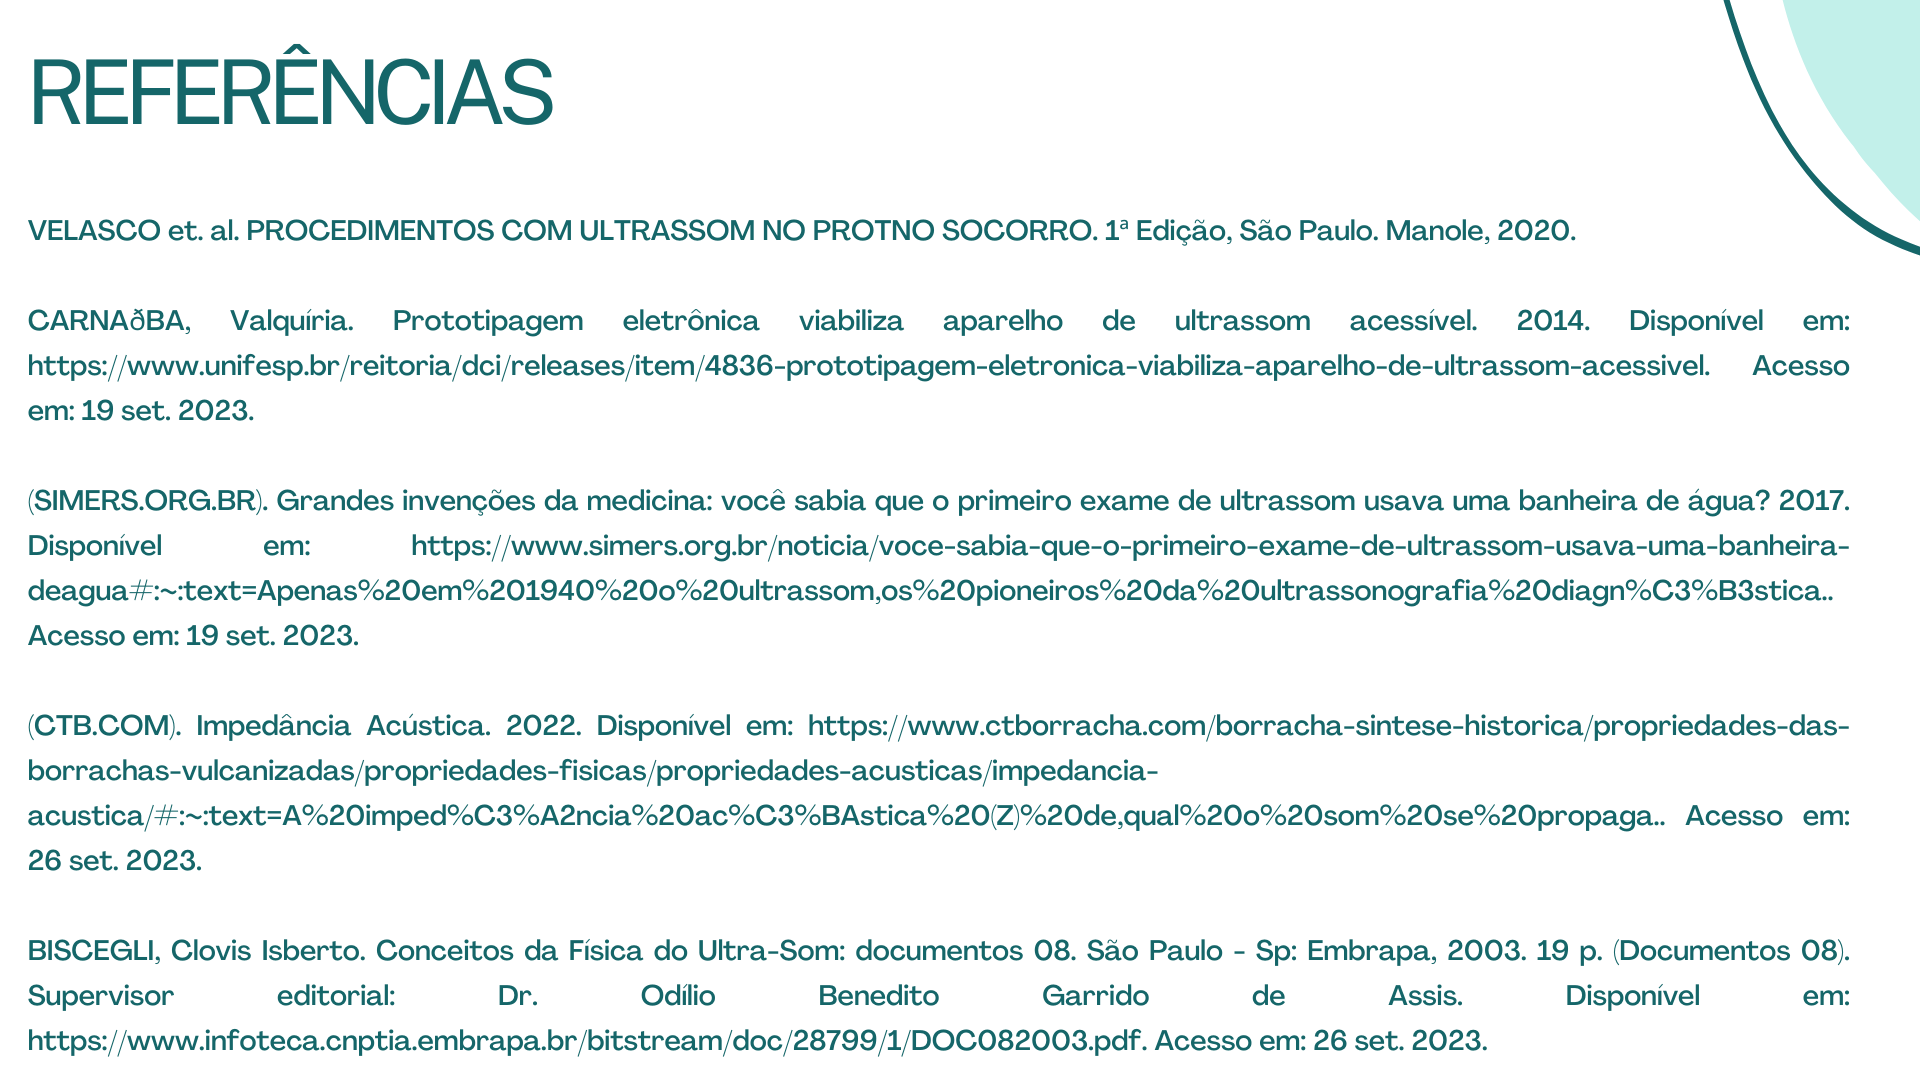 REFERÊNCIAS
VELASCO et. al. PROCEDIMENTOS COM ULTRASSOM NO PROTNO SOCORRO. 1ª Edição, São Paulo. Manole, 2020.
CARNAðBA, Valquíria. Prototipagem eletrônica viabiliza aparelho de ultrassom acessível. 2014. Disponível em:
https://www.unifesp.br/reitoria/dci/releases/item/4836-prototipagem-eletronica-viabiliza-aparelho-de-ultrassom-acessivel. Acesso
em: 19 set. 2023.
(SIMERS.ORG.BR). Grandes invenções da medicina: você sabia que o primeiro exame de ultrassom usava uma banheira de água? 2017.
Disponível em: https://www.simers.org.br/noticia/voce-sabia-que-o-primeiro-exame-de-ultrassom-usava-uma-banheira-
deagua#:~:text=Apenas%20em%201940%20o%20ultrassom,os%20pioneiros%20da%20ultrassonografia%20diagn%C3%B3stica..
Acesso em: 19 set. 2023.
(CTB.COM). Impedância Acústica. 2022. Disponível em: https://www.ctborracha.com/borracha-sintese-historica/propriedades-das-
borrachas-vulcanizadas/propriedades-fisicas/propriedades-acusticas/impedancia-
acustica/#:~:text=A%20imped%C3%A2ncia%20ac%C3%BAstica%20(Z)%20de,qual%20o%20som%20se%20propaga.. Acesso em:
26 set. 2023.
BISCEGLI, Clovis Isberto. Conceitos da Física do Ultra-Som: documentos 08. São Paulo - Sp: Embrapa, 2003. 19 p. (Documentos 08).
Supervisor editorial: Dr. Odílio Benedito Garrido de Assis. Disponível em:
https://www.infoteca.cnptia.embrapa.br/bitstream/doc/28799/1/DOC082003.pdf. Acesso em: 26 set. 2023.